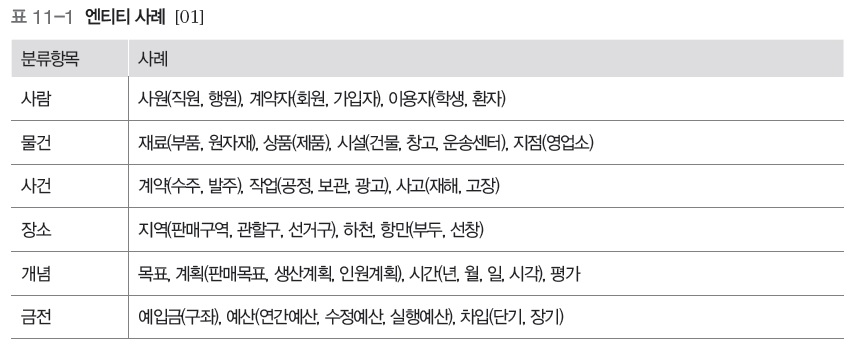 표 11-1 엔티티 사례 [01]
분류항목 사례
사람 사원(직원, 행원), 계약자(회원, 가입자), 이용자(학생, 환자)
물건 재료(부품, 원자재), 상품(제품), 시설(건물, 창고, 운송센터), 지점(영업소)
사건 계약(수주, 발주), 작업(공정, 보관, 광고), 사고(재해, 고장)
장소 지역(판매구역, 관할구, 선거구), 하천, 항만(부두, 선창)
개념 목표, 계획(판매목표, 생산계획, 인원계획), 시간(년, 월, 일, 시각), 평가
금전 예입금(구좌), 예산(연간예산, 수정예산, 실행예산), 차입(단기, 장기)